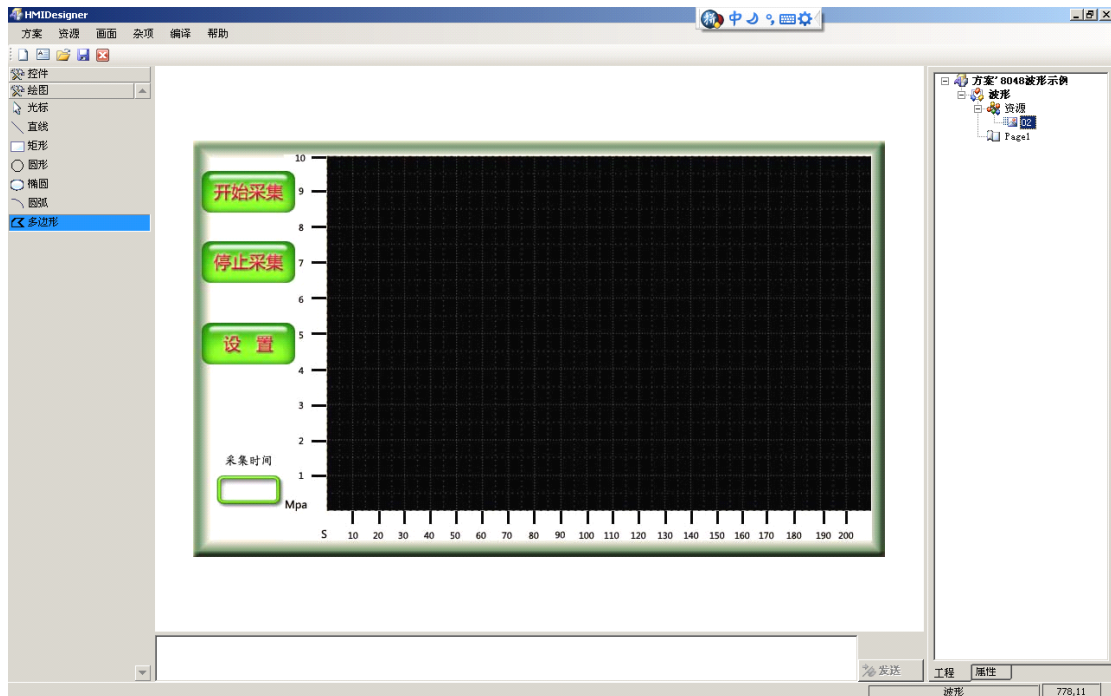 HMIDesigner
中
方案 资源 画面 杂项 编译 帮助
控件
绘图
光标
直线
矩形
圆形
椭圆
圆弧
多边形
开始采集
停止采集
设 置
采集时间
10
9
8
7
6
5
4
3
2
1
Mpa
S 10 20 30 40 50 60 70 80 90 100 110 120 130 140 150 160 170 180 190 200
方案'8048波形示例
波形
资源
02
Page1
发送
工程 属性
波形 778,11